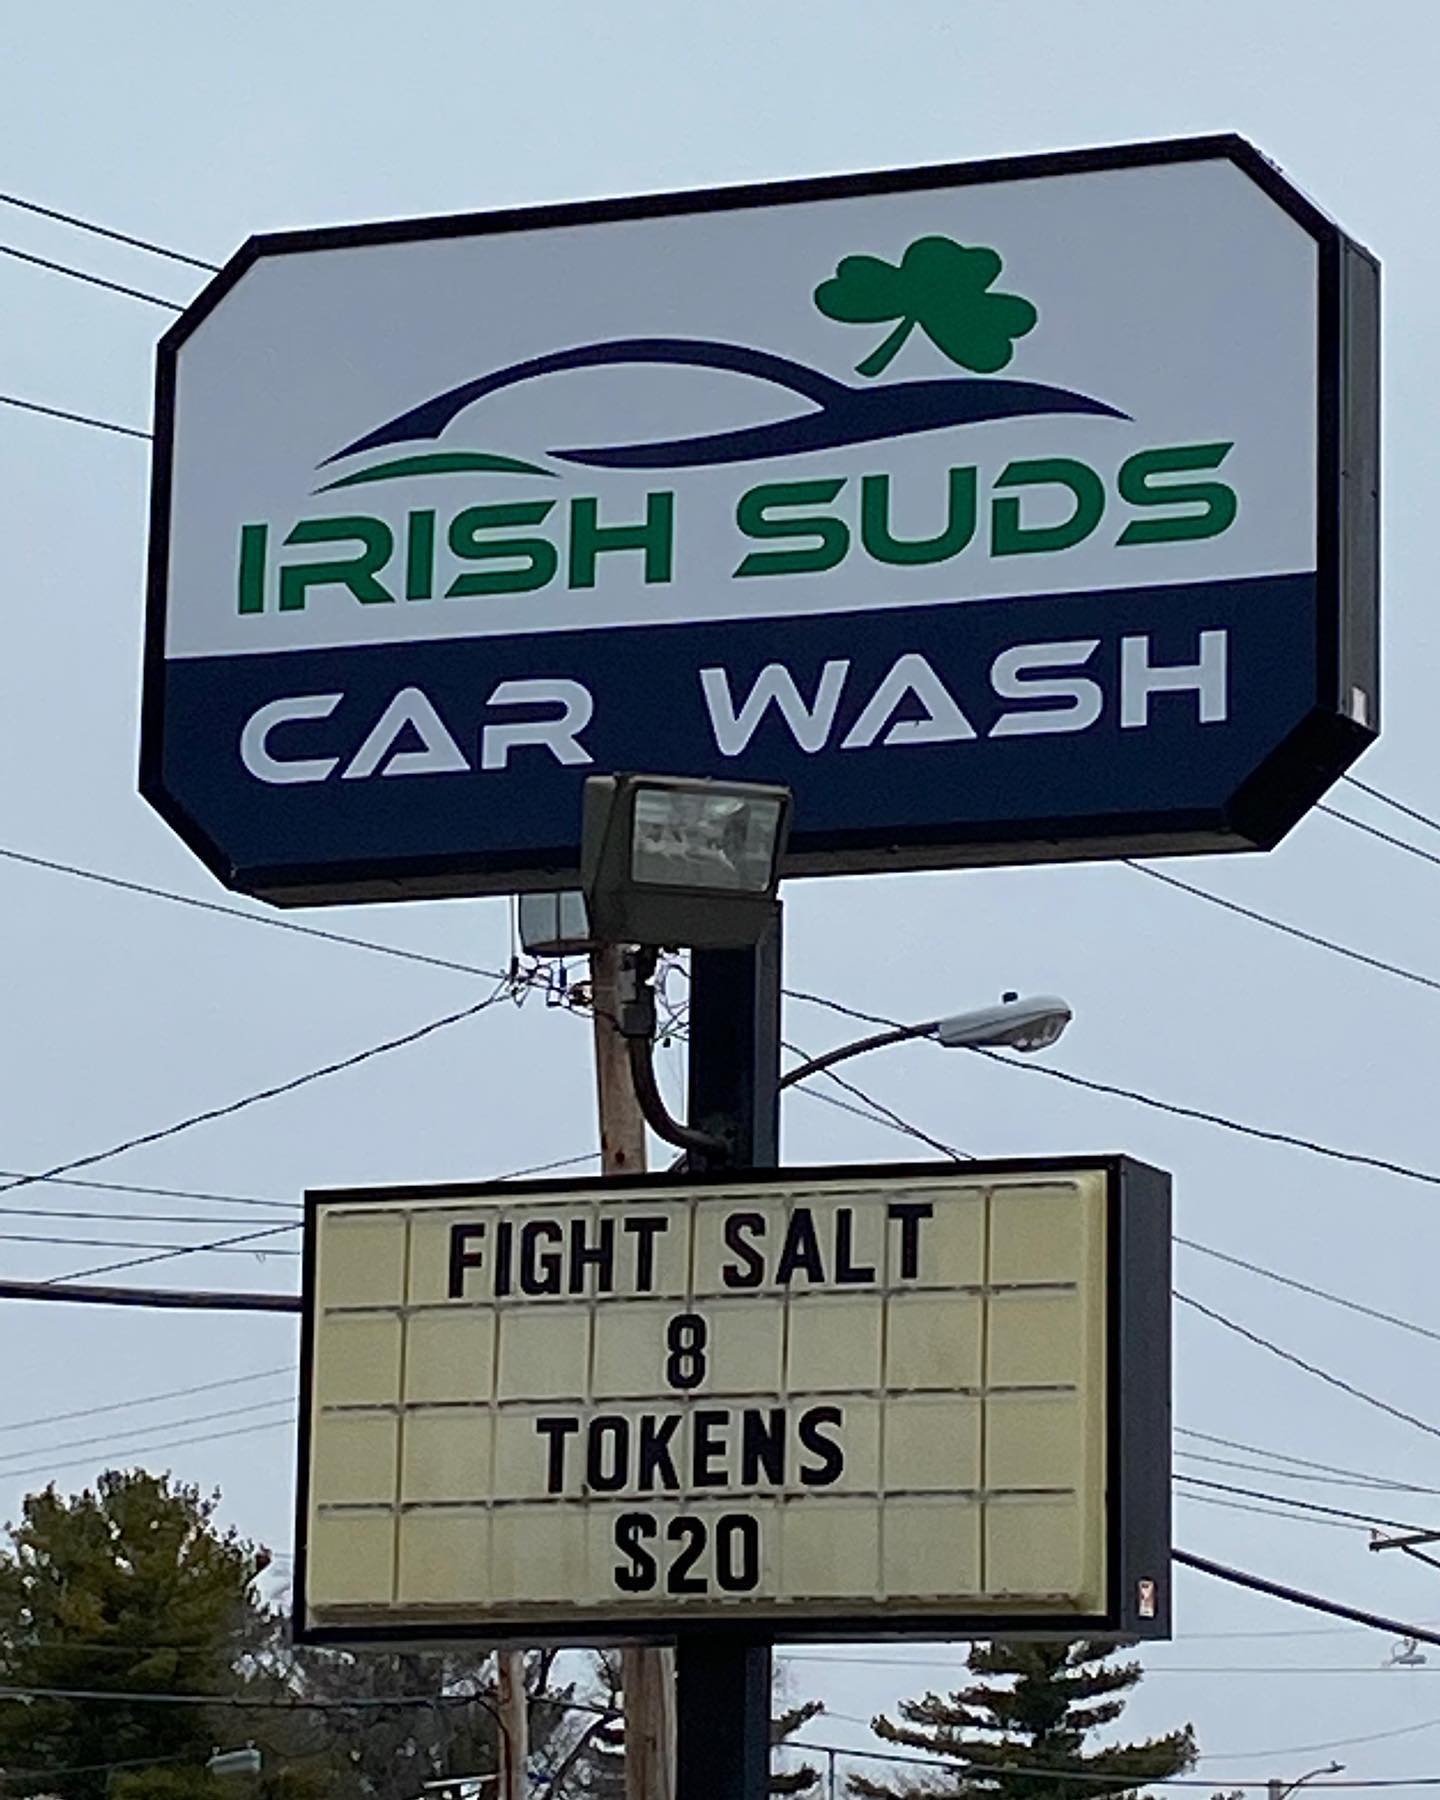 IRISH SUDS
CAR WASH
FIGHT SALT
8
TOKENS
$20